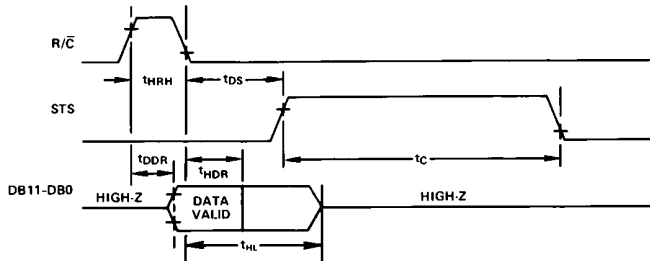 R/C̅
tHRH
tDS
STS
tC
tDDR
tHDR
DB11-DB0
HIGH-Z
DATA
VALID
HIGH-Z
tHL